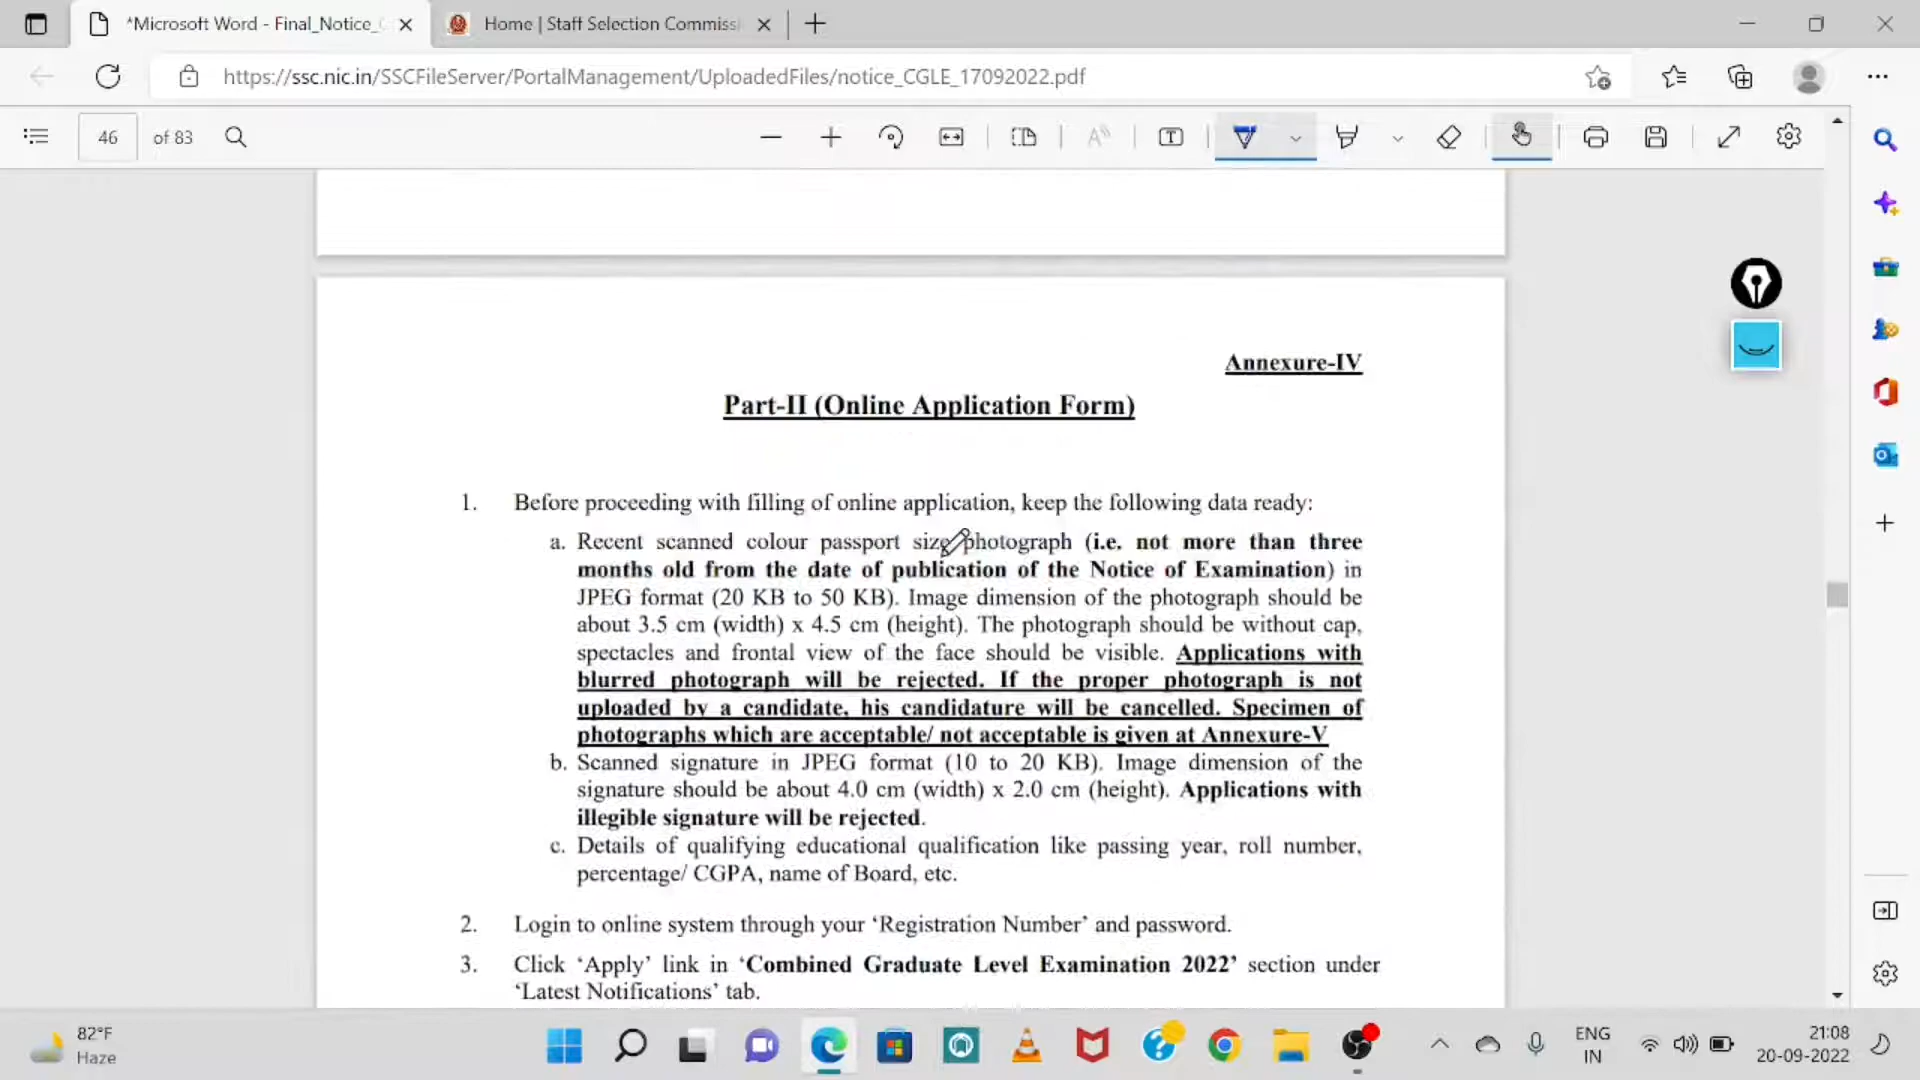 *Microsoft Word - Final_Notice_C
Home | Staff Selection Commissi
https://ssc.nic.in/SSCFileServer/PortalManagement/UploadedFiles/notice_CGLE_17092022.pdf
46 of 83
Annexure-IV
Part-II (Online Application Form)
1. Before proceeding with filling of online application, keep the following data ready:
a. Recent scanned colour passport size photograph (i.e. not more than three
months old from the date of publication of the Notice of Examination) in
JPEG format (20 KB to 50 KB). Image dimension of the photograph should be
about 3.5 cm (width) x 4.5 cm (height). The photograph should be without cap,
spectacles and frontal view of the face should be visible. Applications with
blurred photograph will be rejected. If the proper photograph is not
uploaded by a candidate, his candidature will be cancelled. Specimen of
photographs which are acceptable/ not acceptable is given at Annexure-V
b. Scanned signature in JPEG format (10 to 20 KB). Image dimension of the
signature should be about 4.0 cm (width) x 2.0 cm (height). Applications with
illegible signature will be rejected.
c. Details of qualifying educational qualification like passing year, roll number,
percentage/ CGPA, name of Board, etc.
2. Login to online system through your ‘Registration Number’ and password.
3. Click ‘Apply’ link in ‘Combined Graduate Level Examination 2022’ section under
‘Latest Notifications’ tab.
82°F
Haze
ENG
IN
21:08
20-09-2022